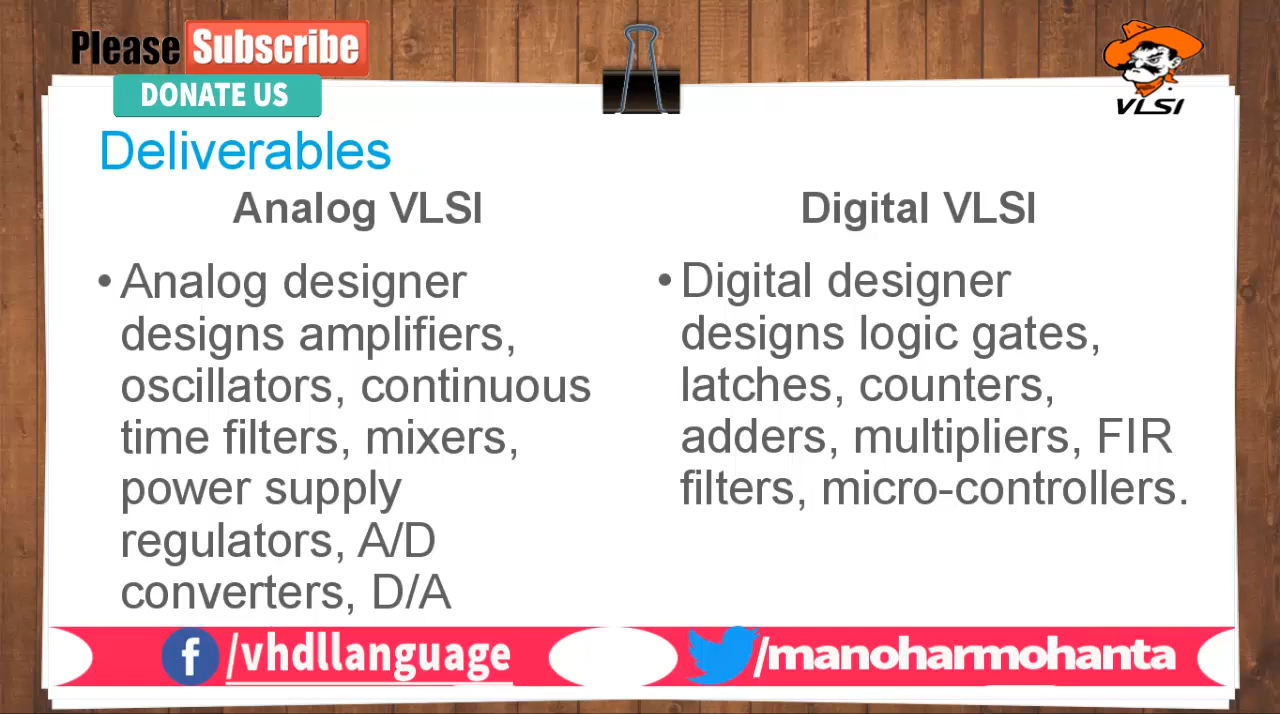 Please Subscribe
DONATE US
VLSI
Deliverables
Analog VLSI
• Analog designer
designs amplifiers,
oscillators, continuous
time filters, mixers,
power supply
regulators, A/D
converters, D/A
Digital VLSI
• Digital designer
designs logic gates,
latches, counters,
adders, multipliers, FIR
filters, micro-controllers.
f/vhdllanguage
/manoharmohanta